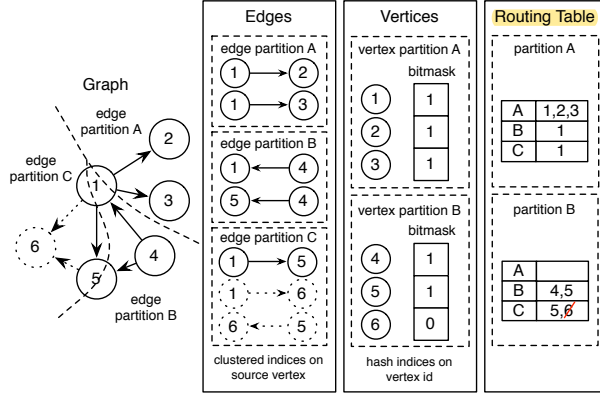 Graph
edge
partition A
edge
partition C
1
2
3
4
5
6
edge
partition B
Edges
edge partition A
1 2
1 3
edge partition B
1 4
5 4
edge partition C
1 5
1 6
6 5
clustered indices on
source vertex
Vertices
vertex partition A
bitmask
1 1
2 1
3 1
vertex partition B
bitmask
4 1
5 1
6 0
hash indices on
vertex id
Routing Table
partition A
A 1,2,3
B 1
C 1
partition B
A
B 4,5
C 5,6